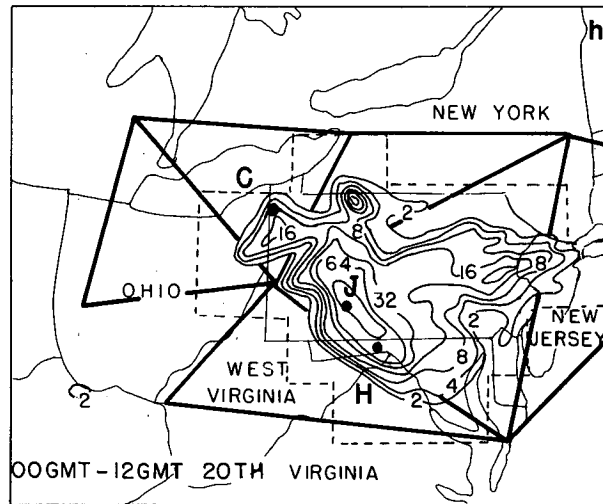 h
NEW YORK
C
2
16
8
64
16
8
OHIO
J
32
NEW
JERSEY
2
WEST
VIRGINIA
8
2
H
2
4
00GMT-12GMT 20TH VIRGINIA